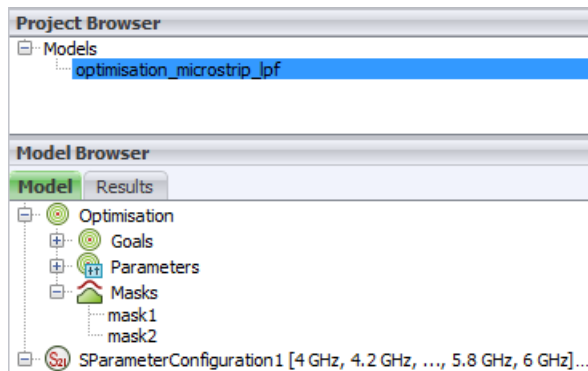 Project Browser
Models
optimisation_microstrip_lpf
Model Browser
Model Results
Optimisation
Goals
Parameters
Masks
mask1
mask2
S21 SParameterConfiguration1 [4 GHz, 4.2 GHz, ..., 5.8 GHz, 6 GHz]...